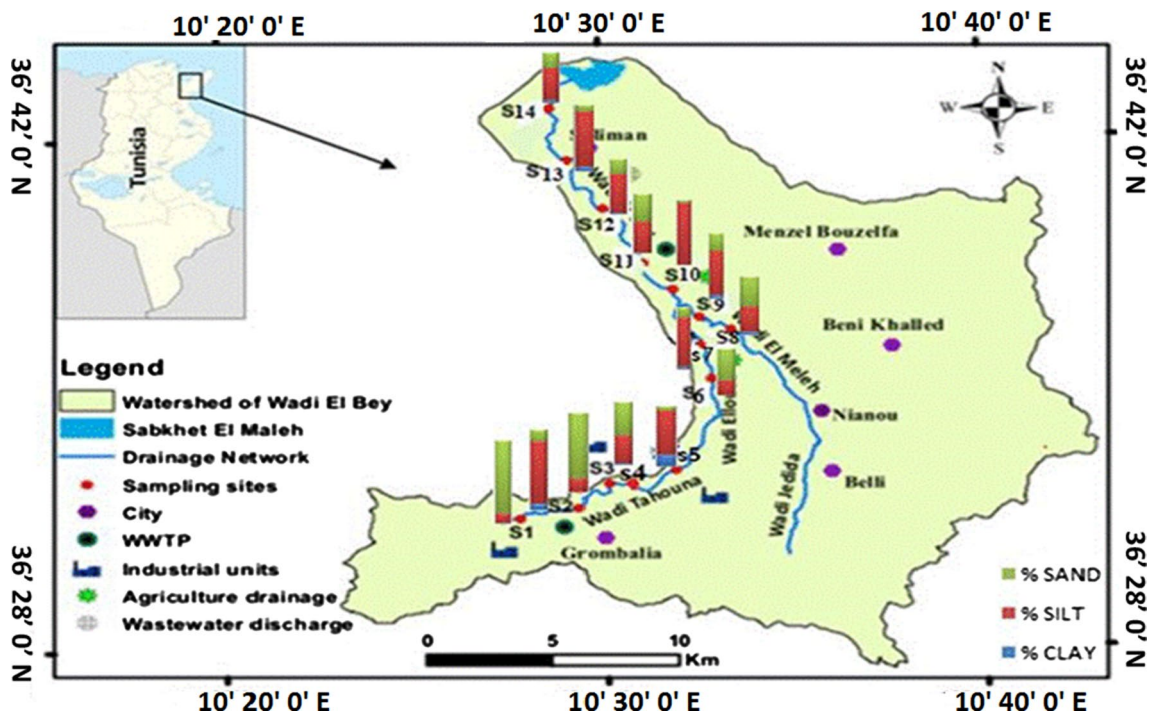 10' 20' 0' E
10' 30' 0' E
10' 40' 0' E
36' 42' 0' N
36' 42' 0' N
Tunisia
N
W
E
S
S14
Soliman
S13
S12
S11
S10
S9
S8
s7
S6
Menzel Bouzelfa
Beni Khalled
Nianou
Belli
Wadi El Meleh
Wadi Jedida
s5
s4
S3
S2
S1
Wadi Tahouna
Grombalia
Legend
Watershed of Wadi El Bey
Sabkhet El Maleh
Drainage Network
Sampling sites
City
WWTP
Industrial units
Agriculture drainage
Wastewater discharge
0
5
10
Km
% SAND
% SILT
% CLAY
36' 28' 0' N
36' 28' 0' N
10' 20' 0' E
10' 30' 0' E
10' 40' 0' E